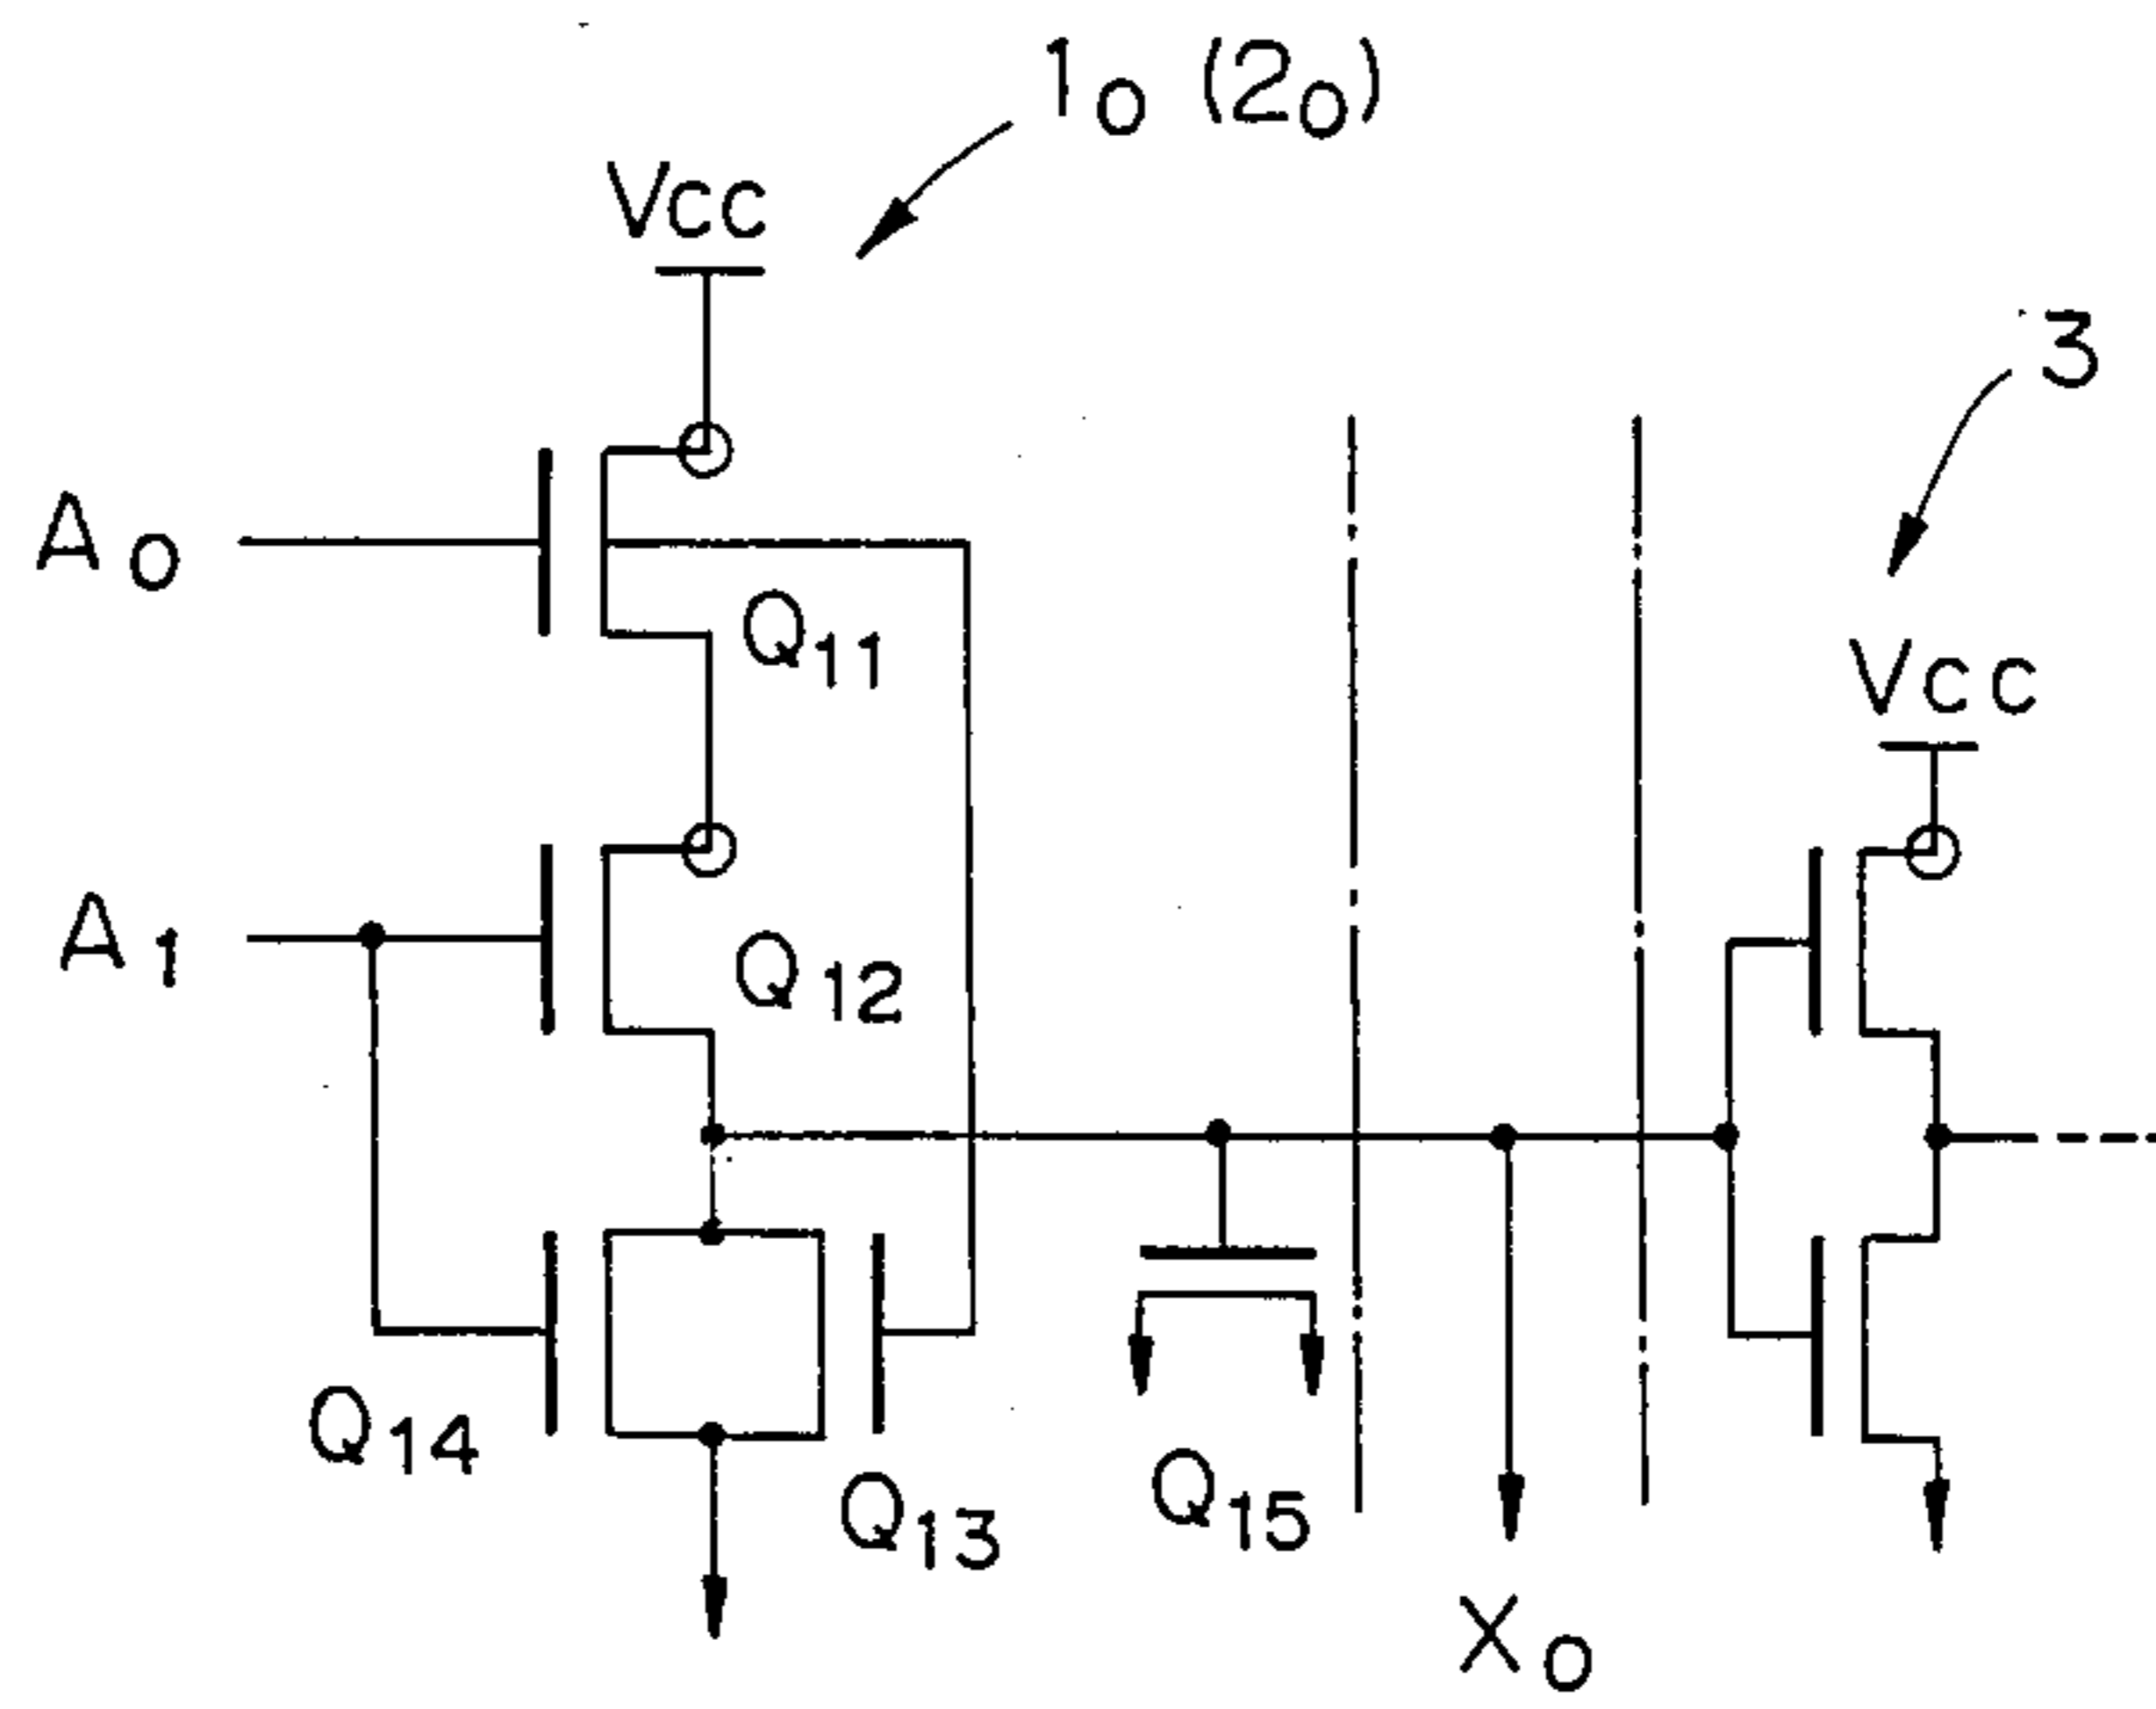 1₀ (2₀)
Vcc
3
A₀
Q₁₁
Vcc
A₁
Q₁₂
Q₁₄
Q₁₃
Q₁₅
X₀